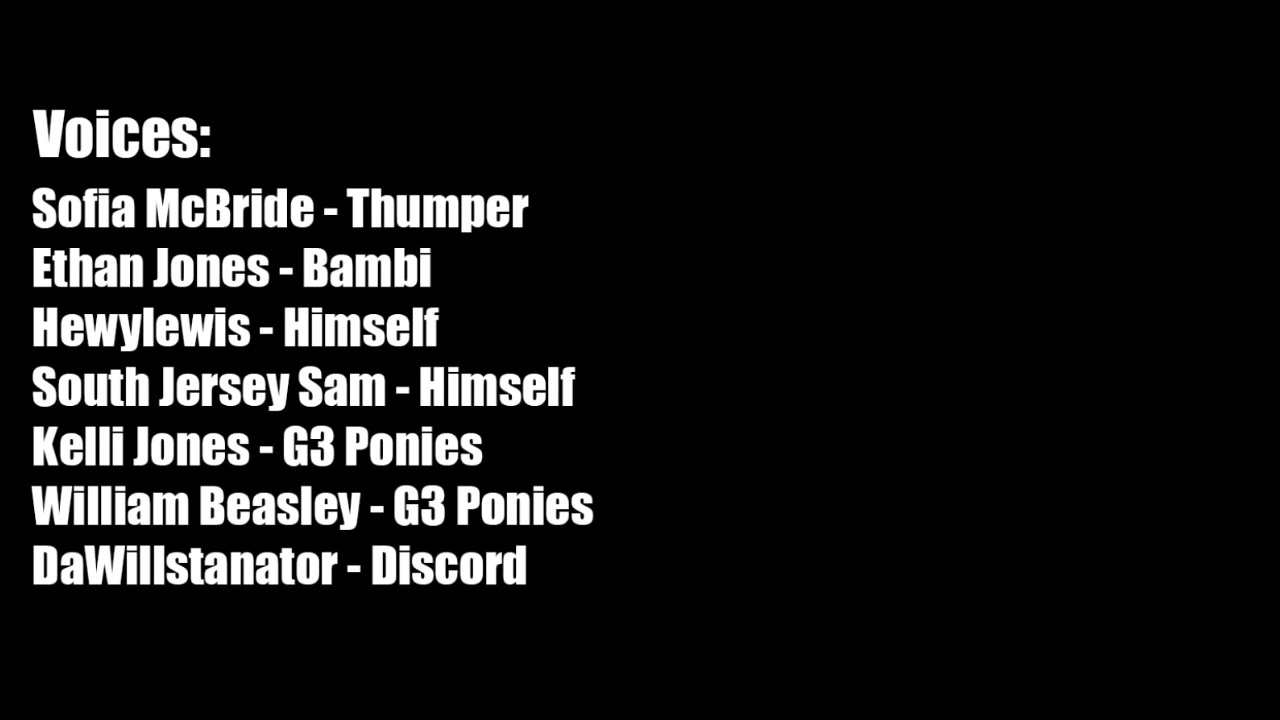 Voices:
Sofia McBride - Thumper
Ethan Jones - Bambi
Hewylewis - Himself
South Jersey Sam - Himself
Kelli Jones - G3 Ponies
William Beasley - G3 Ponies
DaWillstanator - Discord